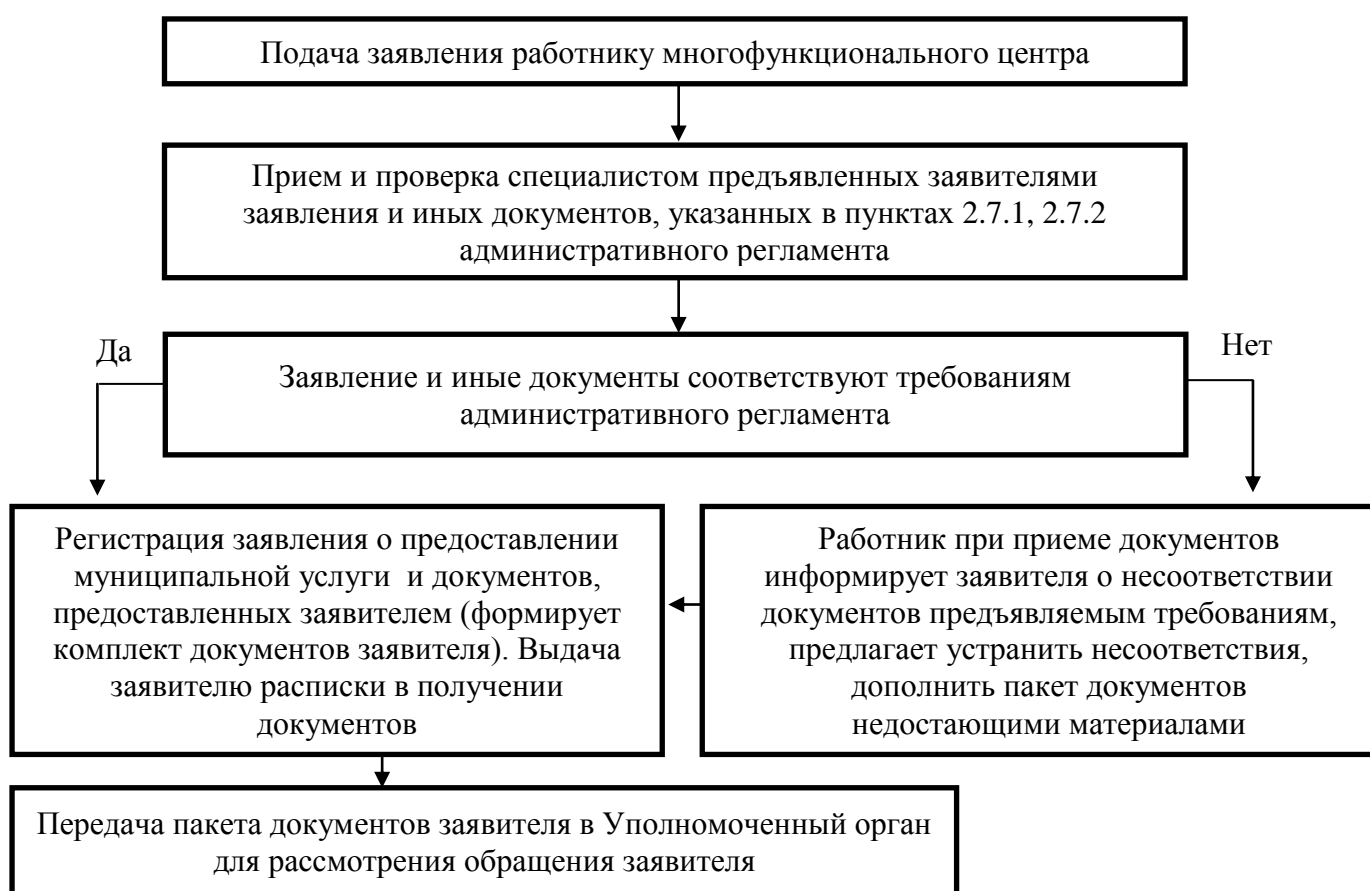 Подача заявления работнику многофункционального центра
Прием и проверка специалистом предъявленных заявителями
заявления и иных документов, указанных в пунктах 2.7.1, 2.7.2
административного регламента
Да
Нет
Заявление и иные документы соответствуют требованиям
административного регламента
Регистрация заявления о предоставлении
муниципальной услуги и документов,
предоставленных заявителем (формирует
комплект документов заявителя). Выдача
заявителю расписки в получении
документов
Работник при приеме документов
информирует заявителя о несоответствии
документов предъявляемым требованиям,
предлагает устранить несоответствия,
дополнить пакет документов
недостающими материалами
Передача пакета документов заявителя в Уполномоченный орган
для рассмотрения обращения заявителя